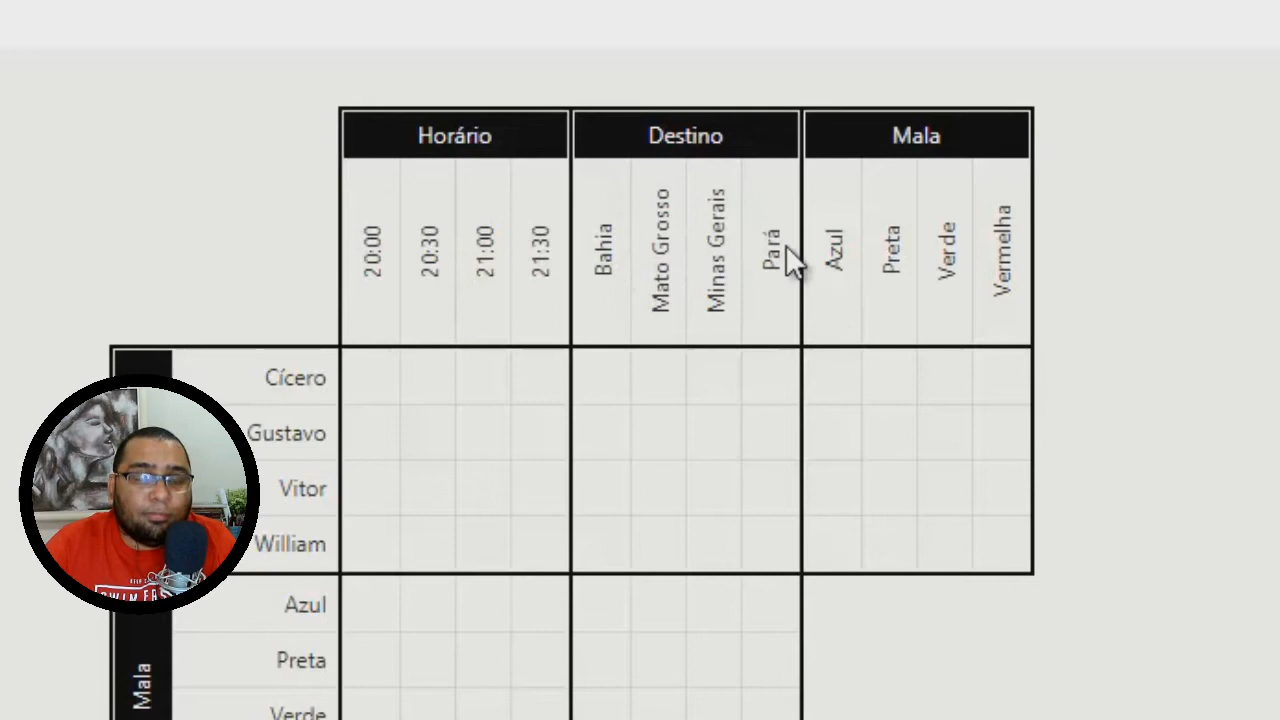 Horário Destino Mala
20:00 20:30 21:00 21:30 Bahia Mato Grosso Minas Gerais Pará Azul Preta Verde Vermelha
Cícero
Gustavo
Vitor
William
Azul
Preta
Verde
Mala